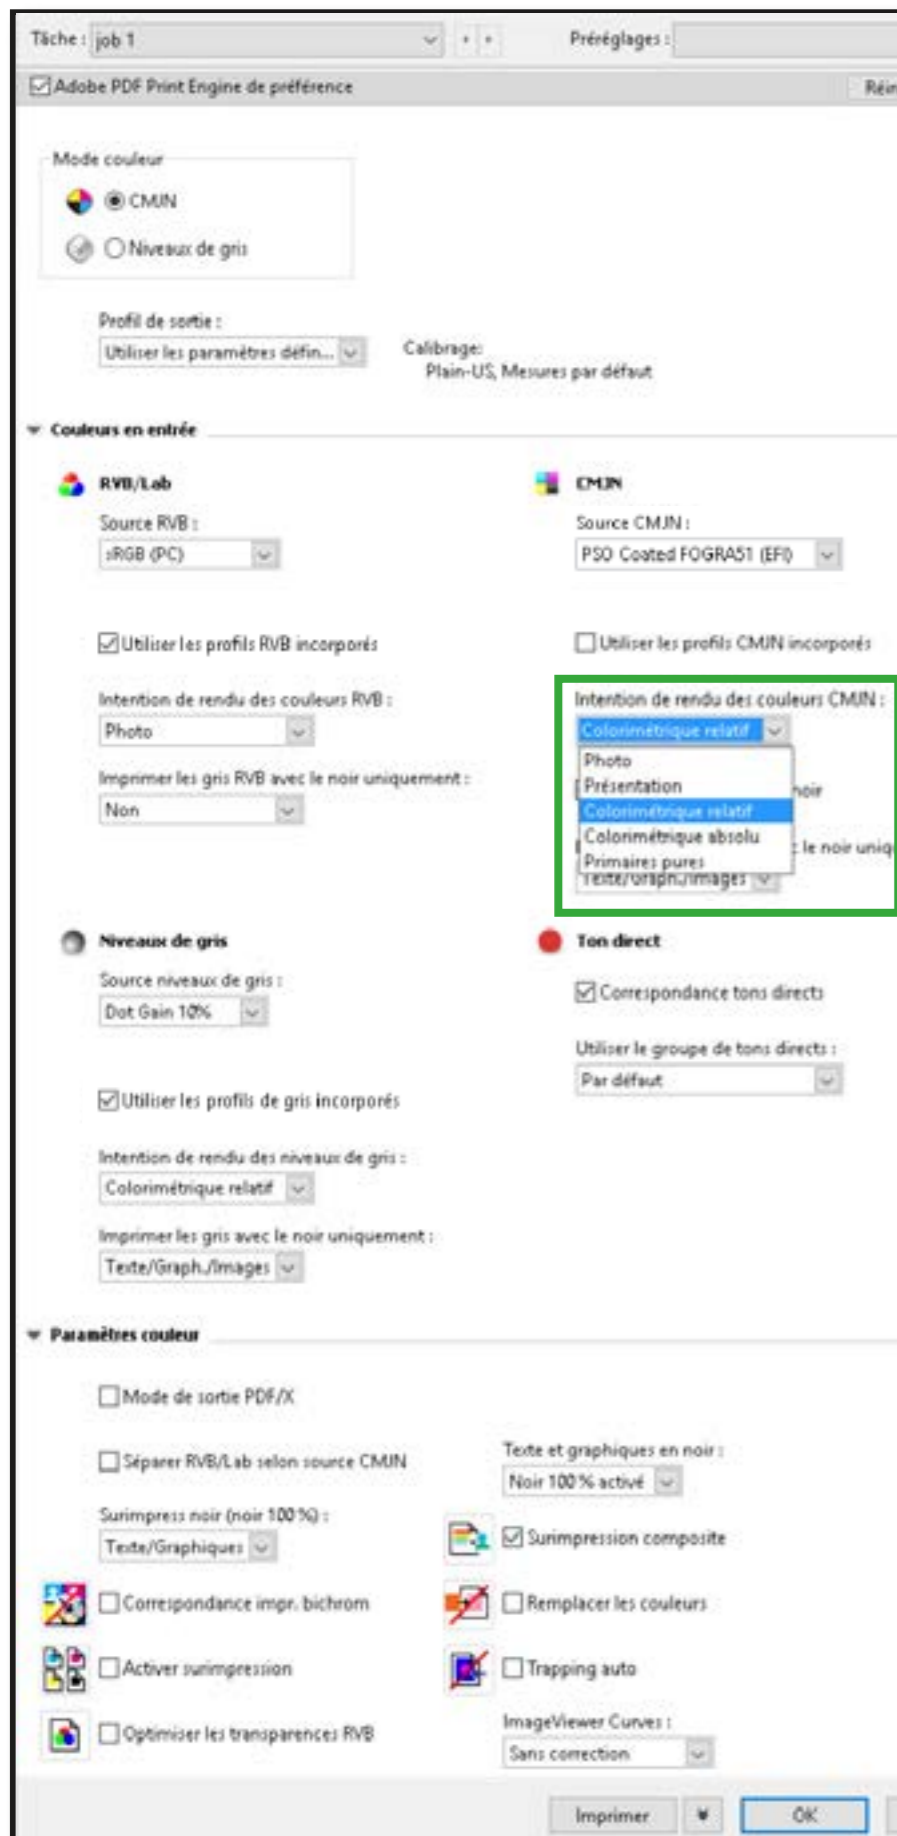 Tâche : job 1
Préréglages :
Adobe PDF Print Engine de préférence
Mode couleur
CMJN
Niveaux de gris
Profil de sortie :
Utiliser les paramètres défin...
Calibrage:
Plain-US, Mesures par défaut
Couleurs en entrée
RVB/Lab
CMJN
Source RVB :
Source CMJN :
sRGB (PC)
PSO Coated FOGRA51 (EFI)
Utiliser les profils RVB incorporés
Utiliser les profils CMJN incorporés
Intention de rendu des couleurs RVB :
Intention de rendu des couleurs CMJN :
Photo
Colorimétrique relatif
Photo
Imprimer les gris RVB avec le noir uniquement :
Présentation
noir
Non
Colorimétrique relatif
Colorimétrique absolu
le noir uniq
Primaires pures
Texte/Graph./Images
Niveaux de gris
Ton direct
Source niveaux de gris :
Correspondance tons directs
Dot Gain 10%
Utiliser le groupe de tons directs :
Par défaut
Utiliser les profils de gris incorporés
Intention de rendu des niveaux de gris :
Colorimétrique relatif
Imprimer les gris avec le noir uniquement :
Texte/Graph./Images
Paramètres couleur
Mode de sortie PDF/X
Séparer RVB/Lab selon source CMJN
Texte et graphiques en noir :
Noir 100 % activé
Surimpress noir (noir 100 %) :
Texte/Graphiques
Surimpression composite
Correspondance impr. bichrom
Remplacer les couleurs
Activer surimpression
Trapping auto
Optimiser les transparences RVB
ImageViewer Curves :
Sans correction
Imprimer
OK